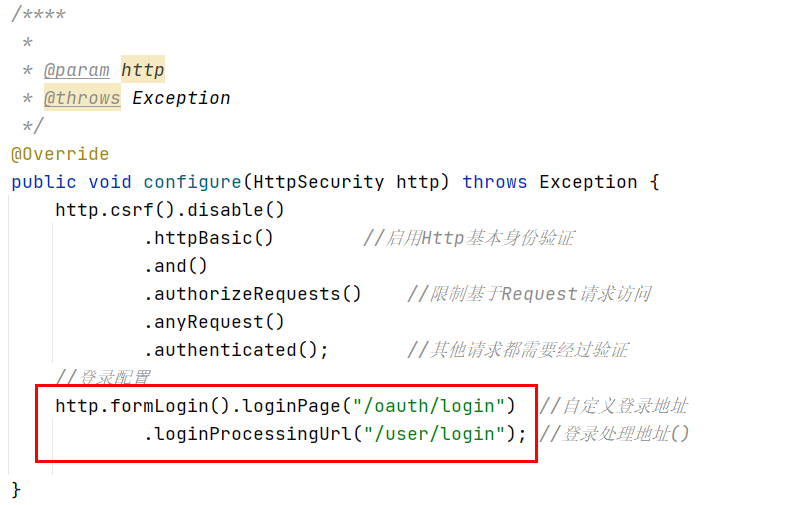 /****
 *
 * @param http
 * @throws Exception
 */
@Override
public void configure(HttpSecurity http) throws Exception {
    http.csrf().disable()
            .httpBasic()        //启用Http基本身份验证
            .and()
            .authorizeRequests()    //限制基于Request请求访问
            .anyRequest()
            .authenticated();       //其他请求都需要经过验证
    //登录配置
    http.formLogin().loginPage("/oauth/login")  //自定义登录地址
            .loginProcessingUrl("/user/login"); //登录处理地址()
}